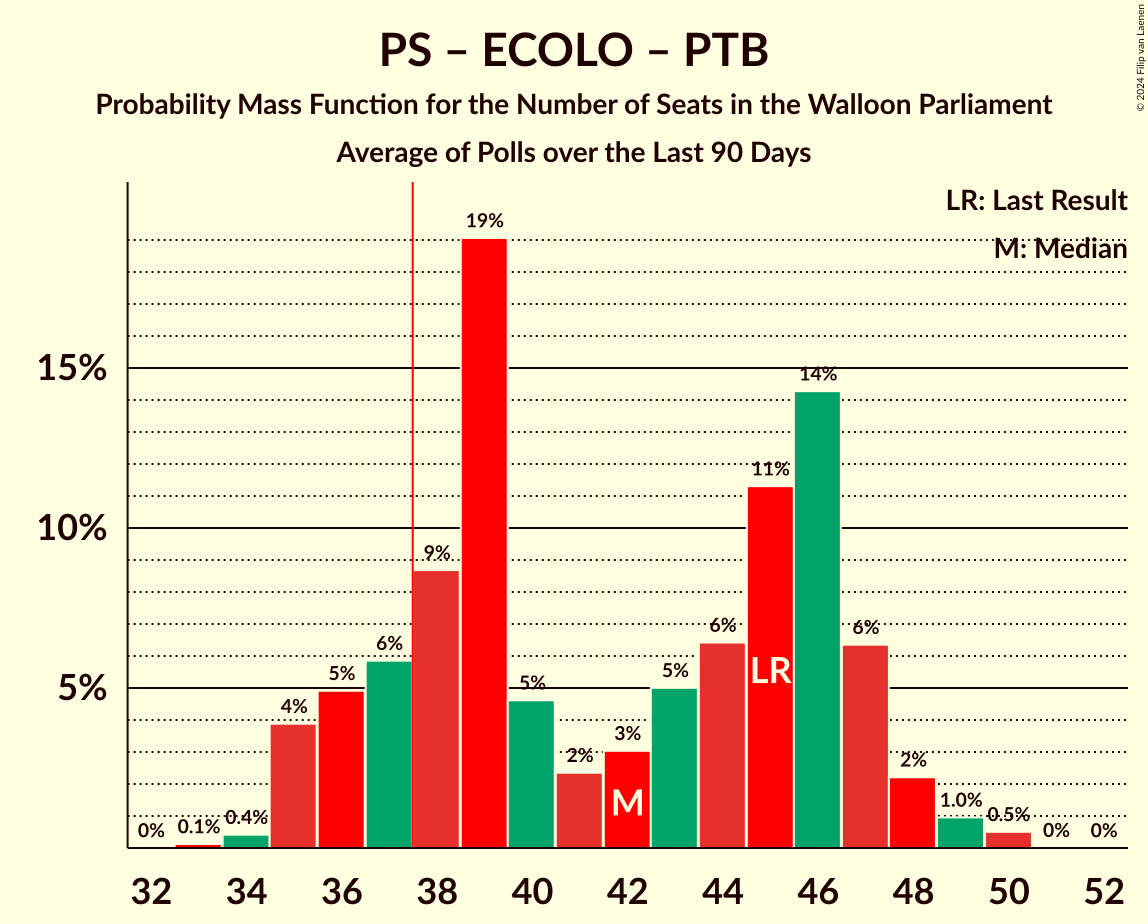 PS – ECOLO – PTB
Probability Mass Function for the Number of Seats in the Walloon Parliament
Average of Polls over the Last 90 Days
© 2024 Filip van Laenen
LR: Last Result
M: Median
15%
10%
5%
0%
0.1%
0.4%
4%
5%
6%
9%
19%
5%
2%
3%
5%
6%
11%
14%
6%
2%
1.0%
0.5%
0%
0%
M
LR
32 34 36 38 40 42 44 46 48 50 52